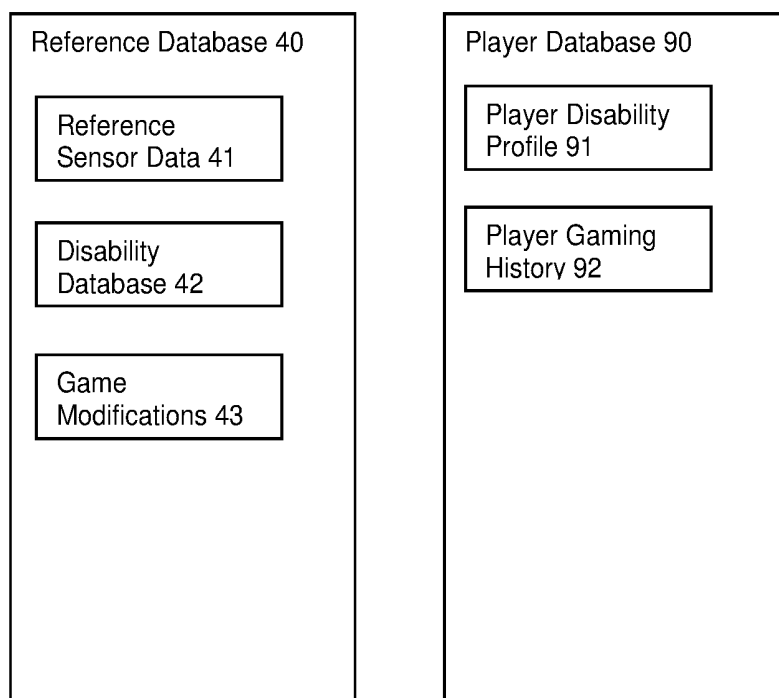 Reference Database 40
Reference
Sensor Data 41
Disability
Database 42
Game
Modifications 43
Player Database 90
Player Disability
Profile 91
Player Gaming
History 92